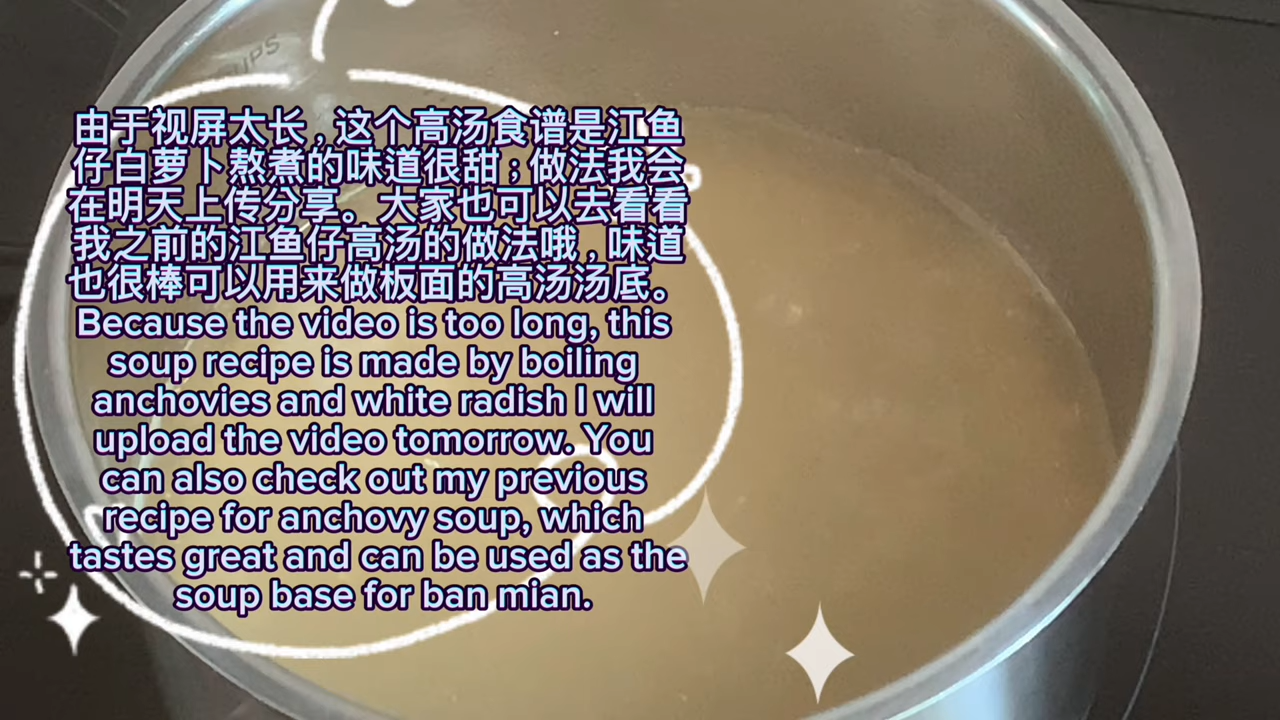 CUPS
由于视屏太长，这个高汤食谱是江鱼
仔白萝卜熬煮的味道很甜；做法我会
在明天上传分享。大家也可以去看看
我之前的江鱼仔高汤的做法哦，味道
也很棒可以用来做板面的高汤汤底。
Because the video is too long, this
soup recipe is made by boiling
anchovies and white radish I will
upload the video tomorrow. You
can also check out my previous
recipe for anchovy soup, which
tastes great and can be used as the
soup base for ban mian.